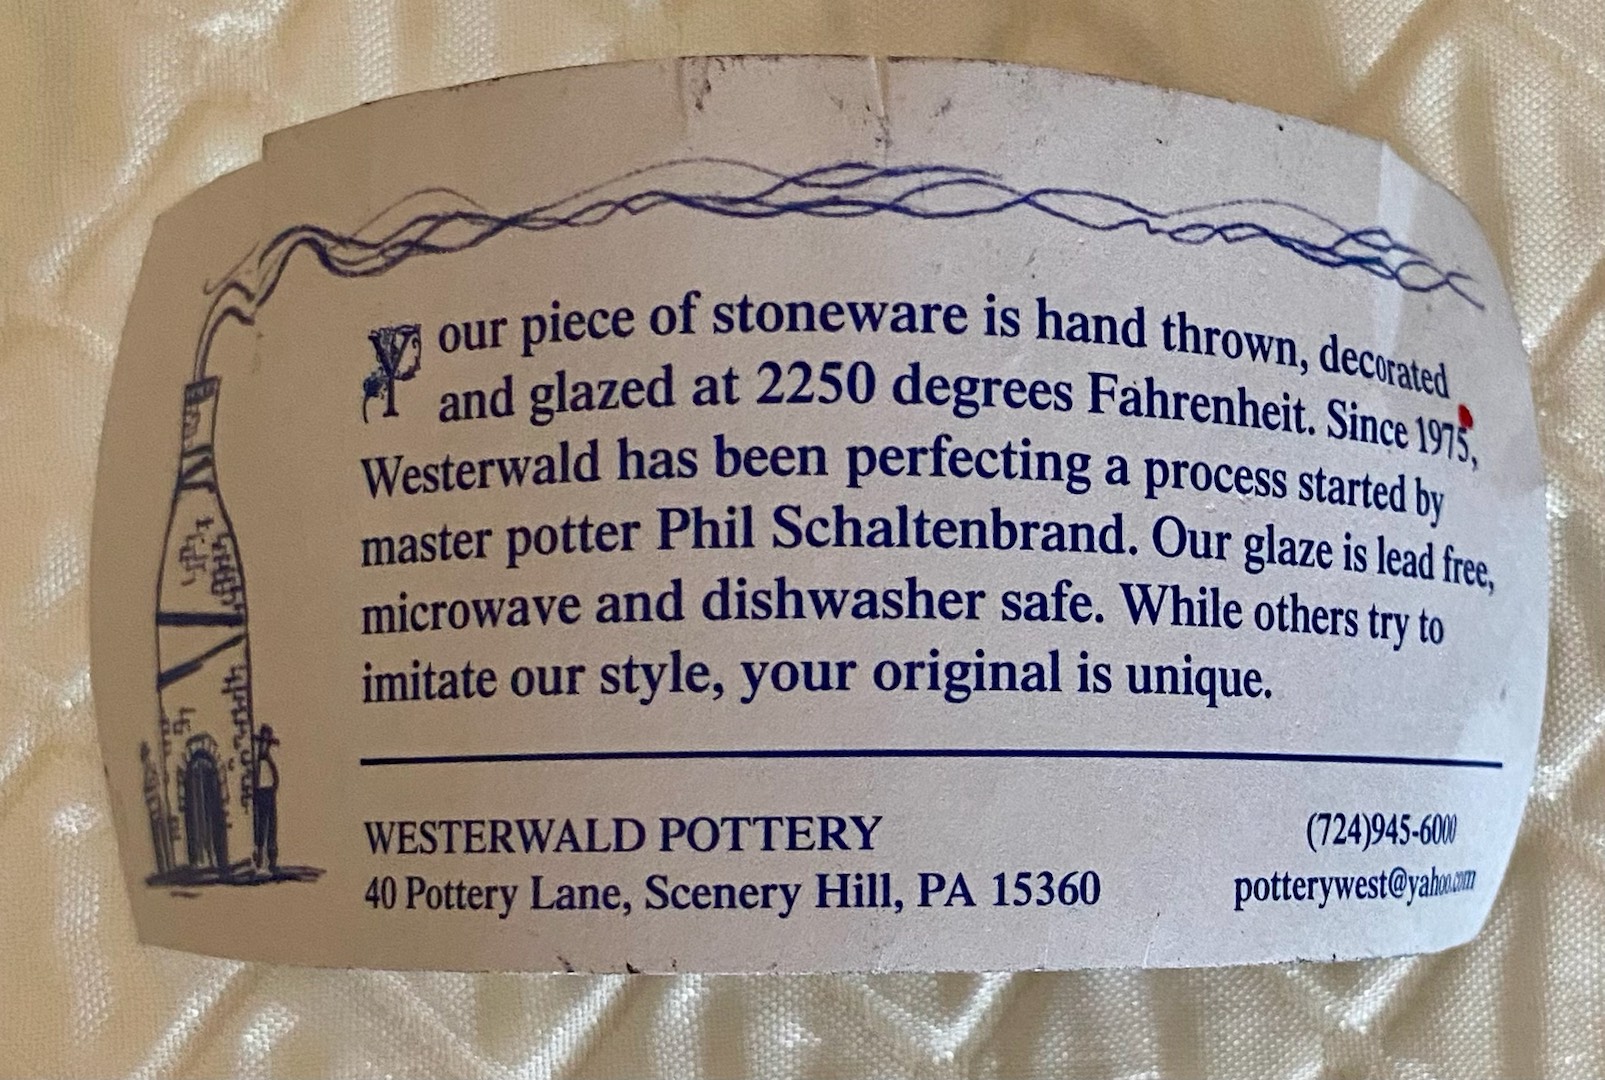 Your piece of stoneware is hand thrown, decorated
and glazed at 2250 degrees Fahrenheit. Since 1975,
Westerwald has been perfecting a process started by
master potter Phil Schaltenbrand. Our glaze is lead free,
microwave and dishwasher safe. While others try to
imitate our style, your original is unique.
WESTERWALD POTTERY
(724)945-6000
40 Pottery Lane, Scenery Hill, PA 15360
potterywest@yahoo.com